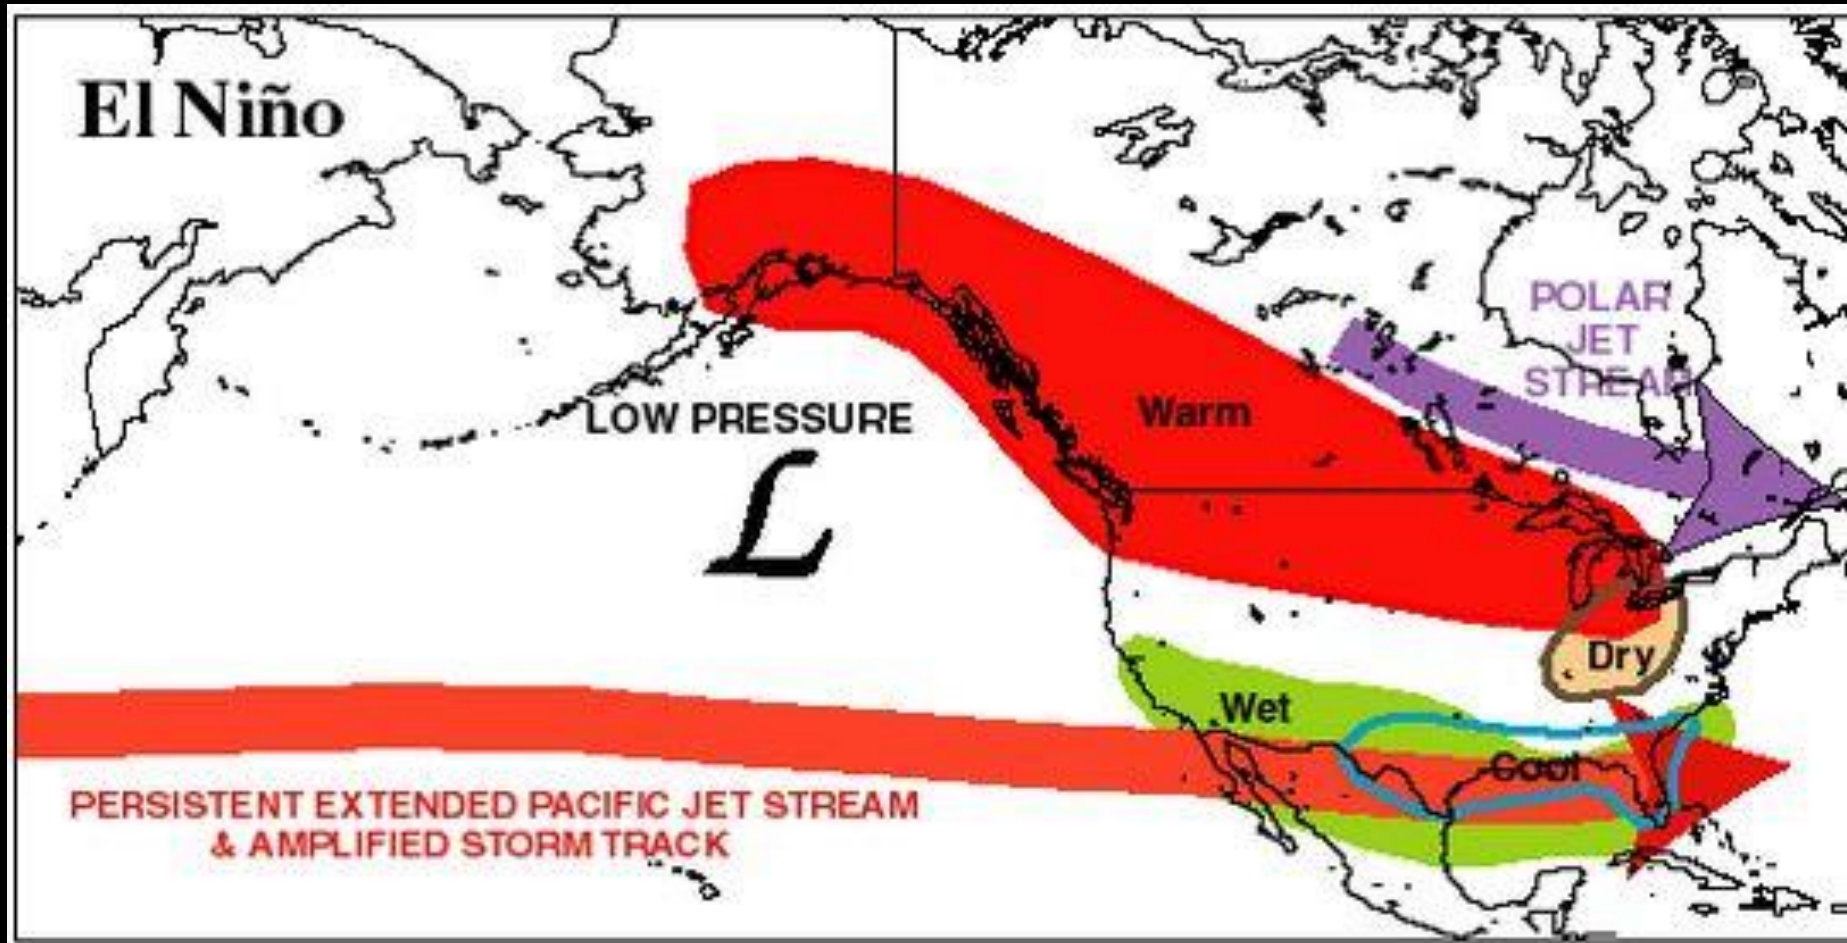 El Niño
POLAR
JET
STREAM
LOW PRESSURE
L
Warm
Dry
Wet
Cool
PERSISTENT EXTENDED PACIFIC JET STREAM
& AMPLIFIED STORM TRACK